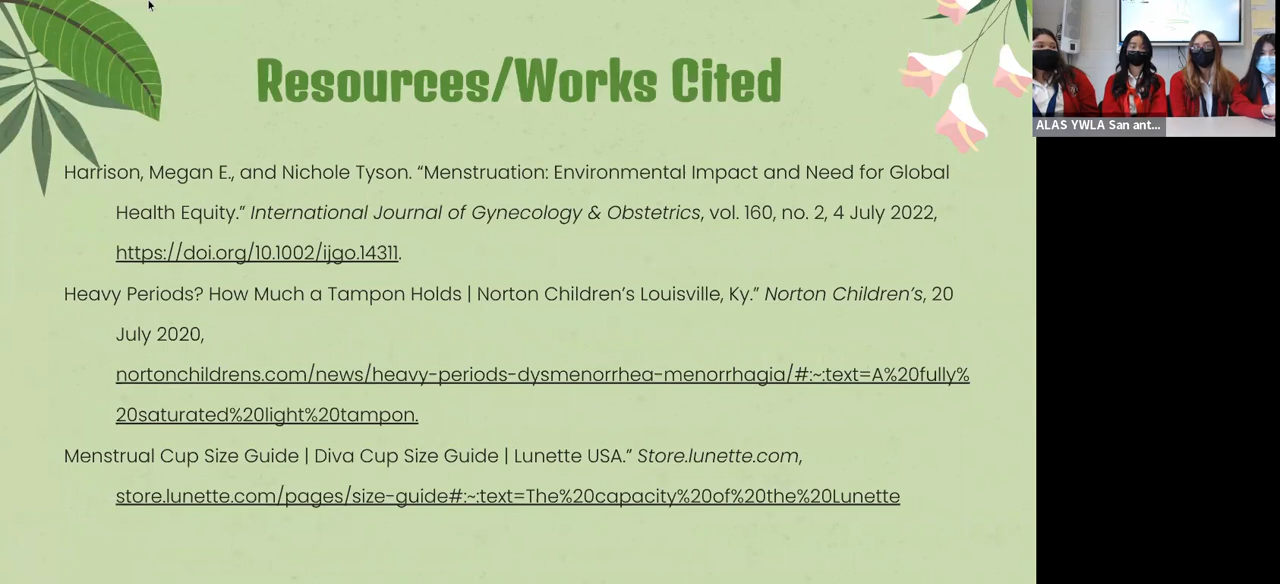 Resources/Works Cited
Harrison, Megan E., and Nichole Tyson. “Menstruation: Environmental Impact and Need for Global
Health Equity.” International Journal of Gynecology & Obstetrics, vol. 160, no. 2, 4 July 2022,
https://doi.org/10.1002/ijgo.14311.
Heavy Periods? How Much a Tampon Holds | Norton Children’s Louisville, Ky.” Norton Children’s, 20
July 2020,
nortonchildrens.com/news/heavy-periods-dysmenorrhea-menorrhagia/#:~:text=A%20fully%
20saturated%20light%20tampon.
Menstrual Cup Size Guide | Diva Cup Size Guide | Lunette USA.” Store.lunette.com,
store.lunette.com/pages/size-guide#:~:text=The%20capacity%20of%20the%20Lunette
ALAS YWLA San ant...